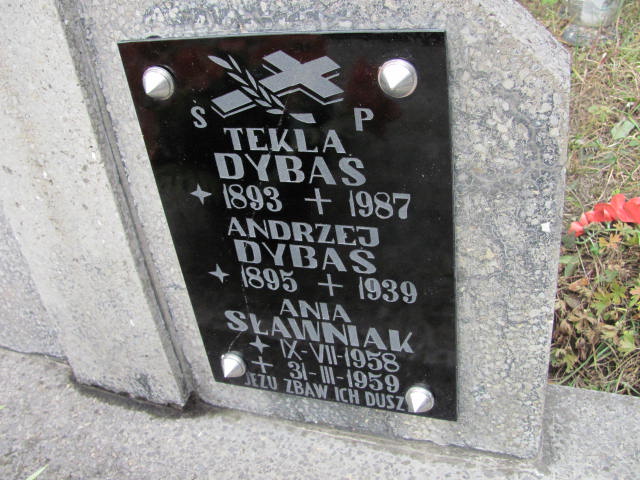 S P
TEKLA
DYBAŚ
1893 + 1987
ANDRZEJ
DYBAŚ
1895 + 1939
ANIA
SŁAWNIAK
IX-VII-1958
+ 31-III-1959
JEZU ZBAW ICH DUSZ